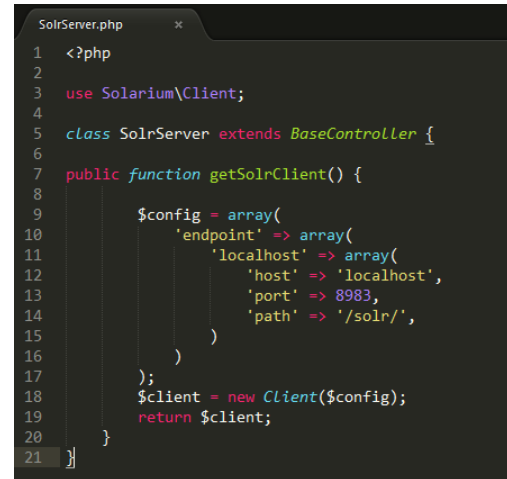 SolrServer.php ×
1 <?php
2
3 use Solarium\Client;
4
5 class SolrServer extends BaseController {
6
7 public function getSolrClient() {
8
9 $config = array(
10 'endpoint' => array(
11 'localhost' => array(
12 'host' => 'localhost',
13 'port' => 8983,
14 'path' => '/solr/',
15 )
16 )
17 );
18 $client = new Client($config);
19 return $client;
20 }
21 }